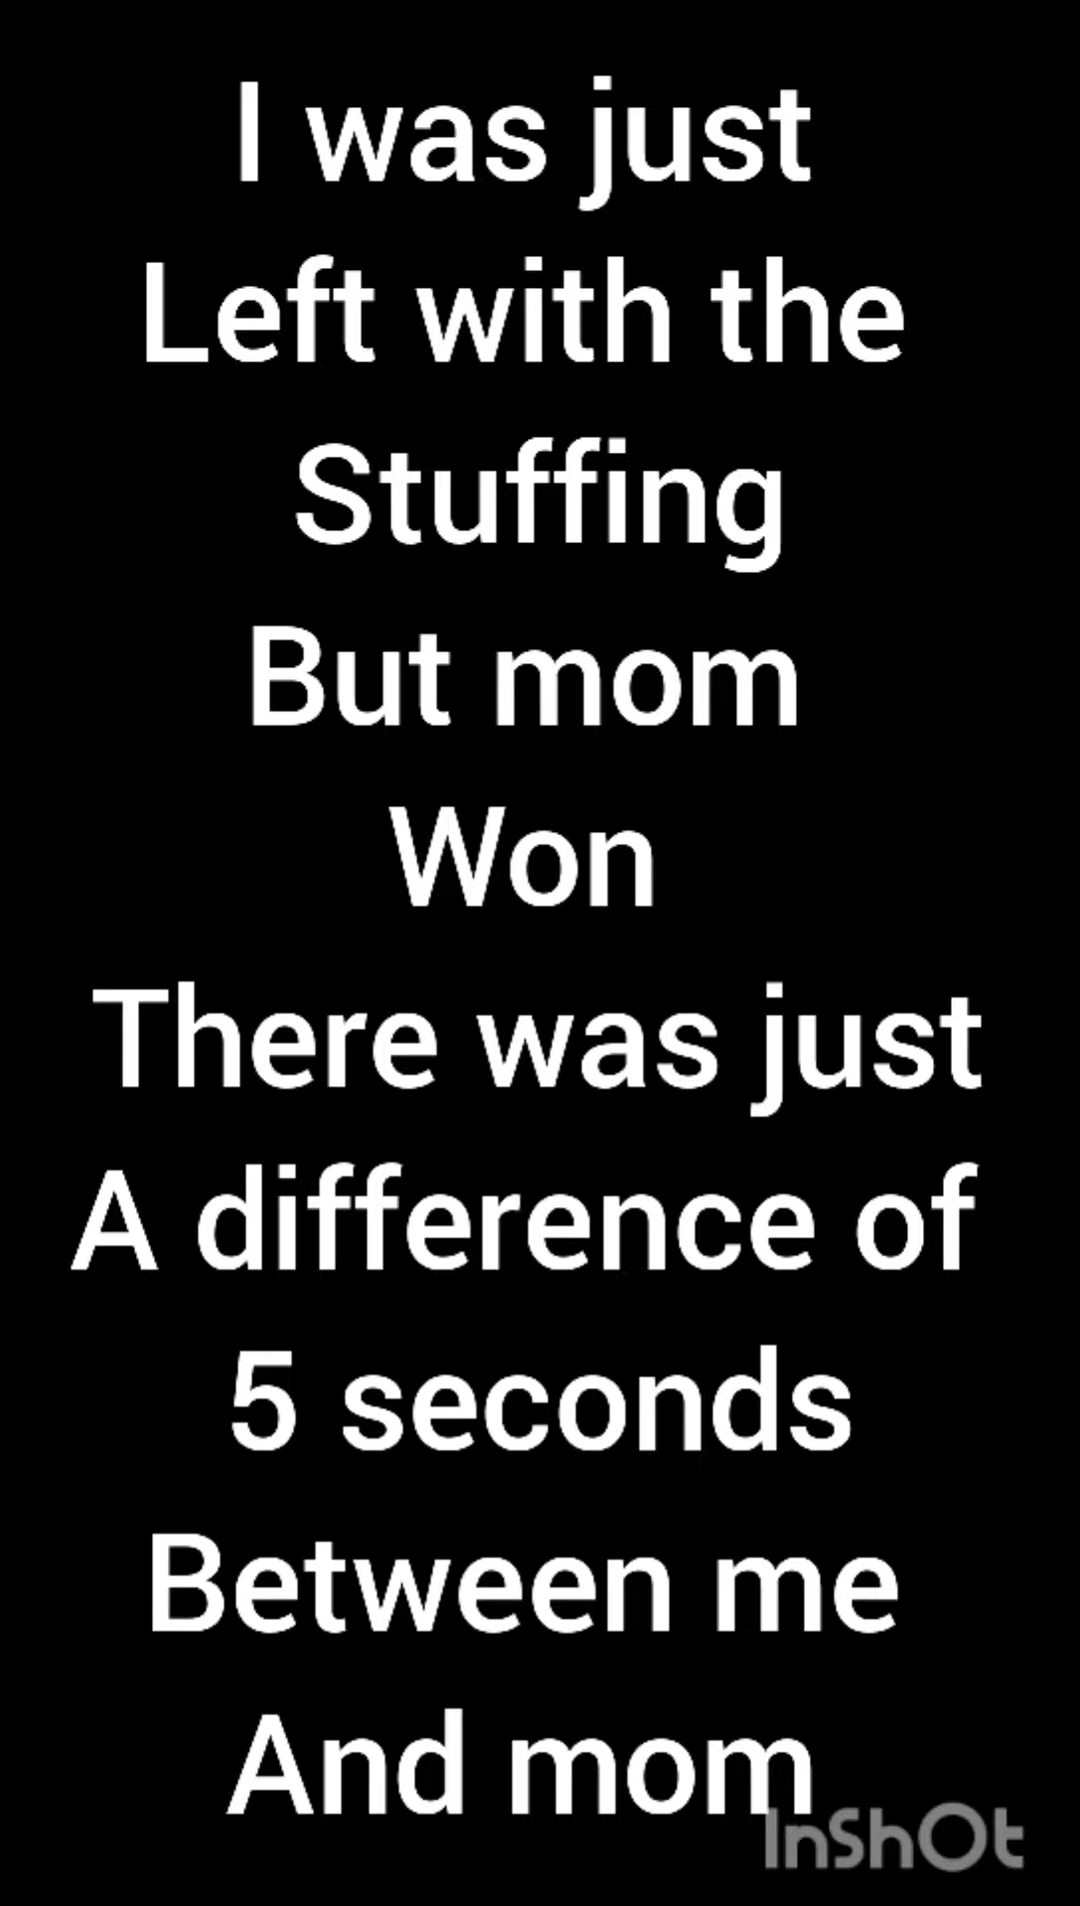 I was just
Left with the
Stuffing
But mom
Won
There was just
A difference of
5 seconds
Between me
And mom
InShOt